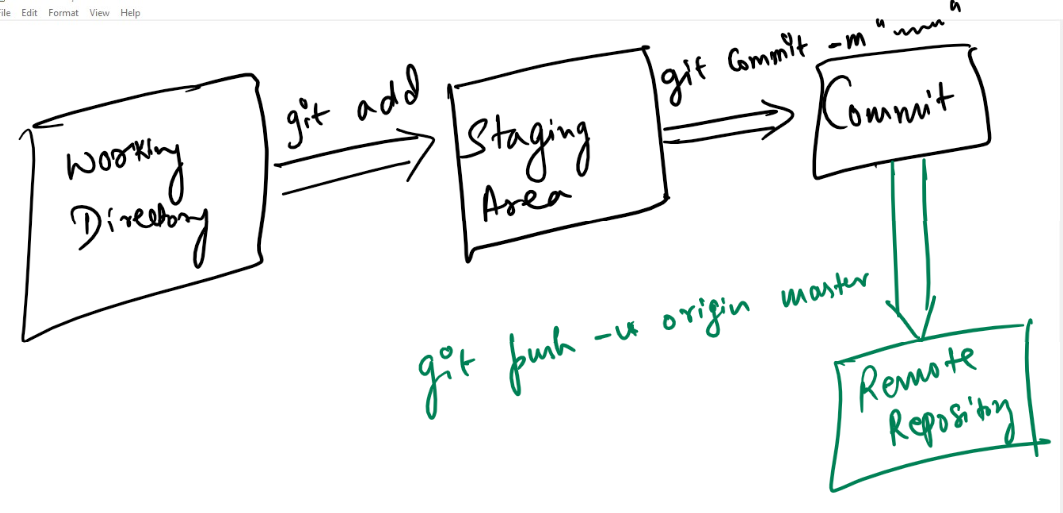 File Edit Format View Help
git commit -m " "
git add
Commit
Staging
Area
Working
Directory
git push -u origin master
Remote
Repository